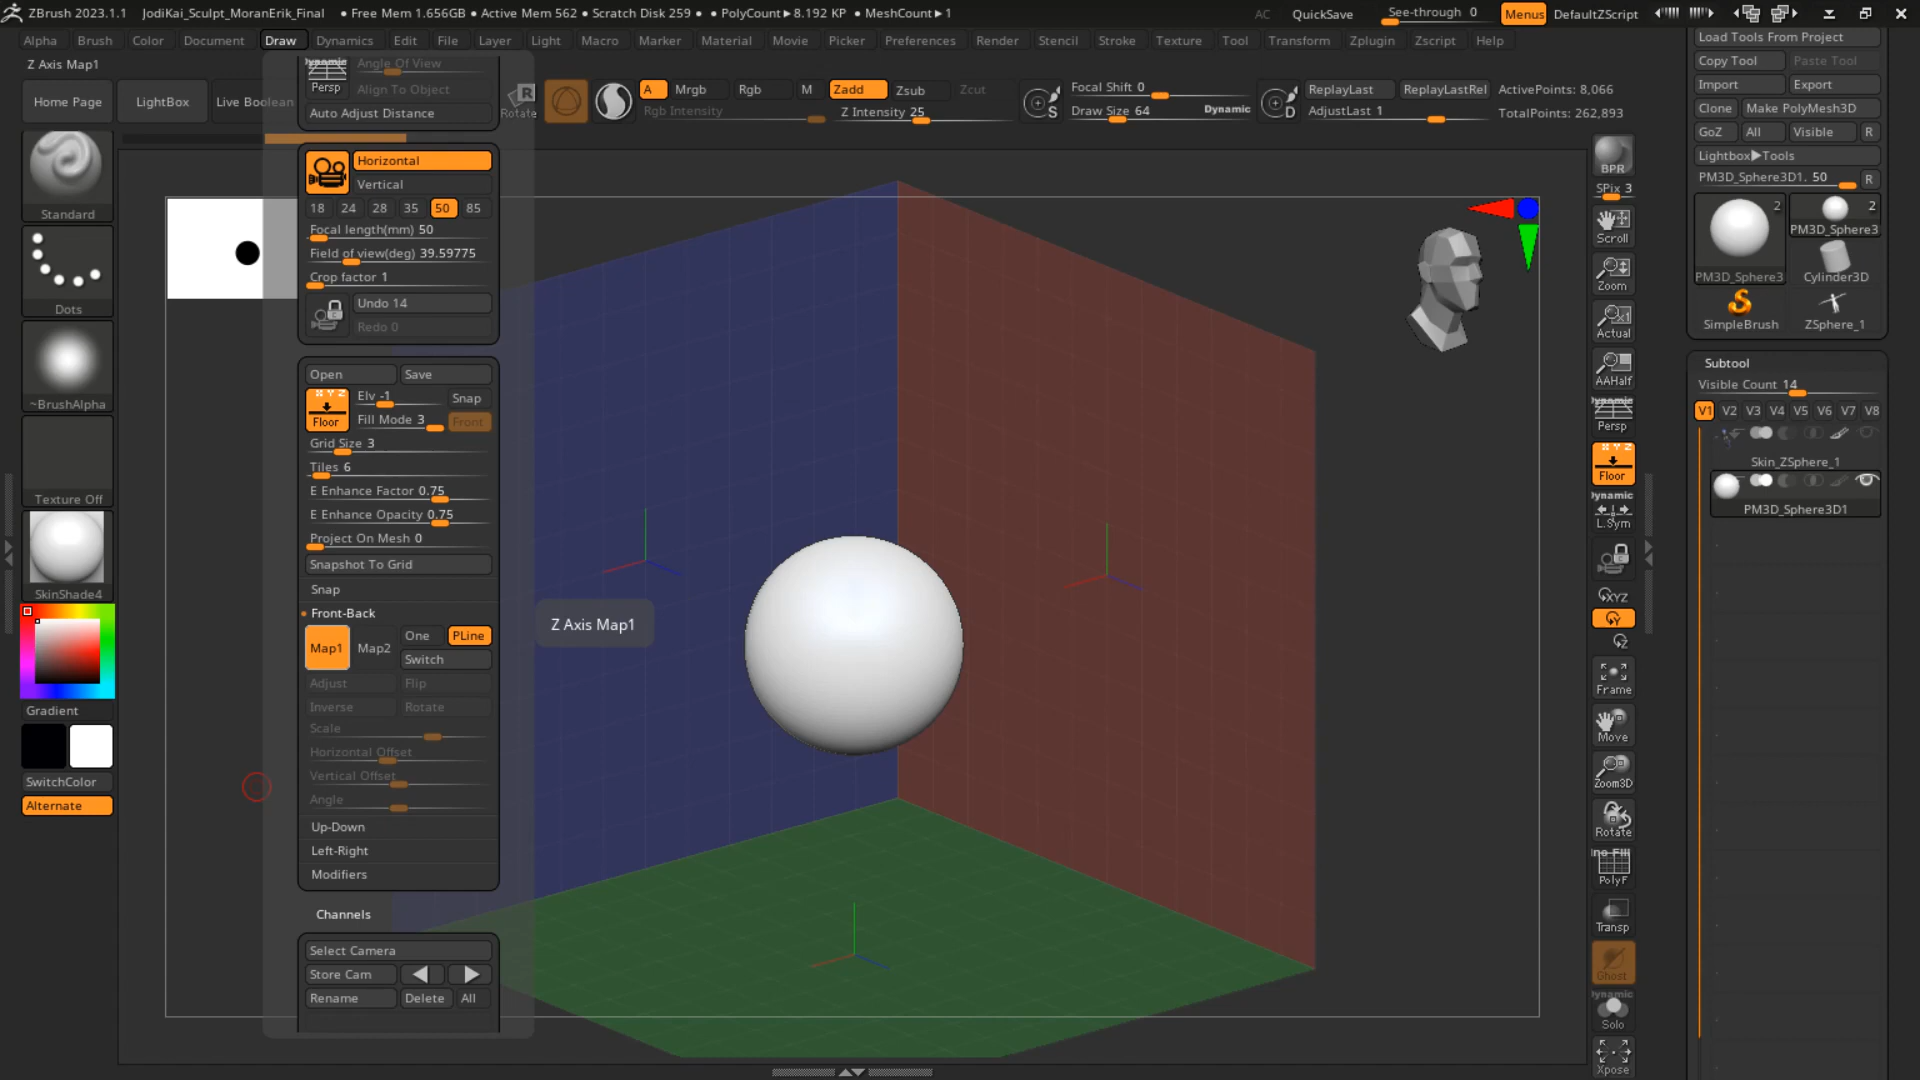 ZBrush 2023.1.1 JodiKai_Sculpt_MoranErik_Final • Free Mem 1.656GB • Active Mem 562 • Scratch Disk 259 • • PolyCount▶8.192 KP • MeshCount▶1 AC QuickSave See-through 0 Menus DefaultZScript
Alpha Brush Color Document Draw Dynamics Edit File Layer Light Macro Marker Material Movie Picker Preferences Render Stencil Stroke Texture Tool Transform Zplugin Zscript Help
Z Axis Map1
Home Page
LightBox
Live Boolean
Dynamic
Persp
Angle Of View
Align To Object
Auto Adjust Distance
Rotate
A
Mrgb
Rgb
M
Zadd
Zsub
Zcut
Rgb Intensity
Z Intensity 25
S
Focal Shift 0
Draw Size 64
Dynamic
D
ReplayLast
ReplayLastRel
AdjustLast 1
ActivePoints: 8,066
TotalPoints: 262,893
Standard
Dots
~BrushAlpha
Texture Off
SkinShade4
Gradient
SwitchColor
Alternate
Horizontal
Vertical
18 24 28 35 50 85
Focal length(mm) 50
Field of view(deg) 39.59775
Crop factor 1
Undo 14
Redo 0
Open
Save
X Y Z
Floor
Elv -1
Snap
Fill Mode 3
Front
Grid Size 3
Tiles 6
E Enhance Factor 0.75
E Enhance Opacity 0.75
Project On Mesh 0
Snapshot To Grid
Snap
Front-Back
Map1
Map2
One
PLine
Switch
Adjust
Flip
Inverse
Rotate
Scale
Horizontal Offset
Vertical Offset
Angle
Up-Down
Left-Right
Modifiers
Channels
Select Camera
Store Cam
Rename
Delete
All
Z Axis Map1
BPR
SPix 3
Scroll
Zoom
Actual
AAHalf
Dynamic
Persp
X Y Z
Floor
Dynamic
L.Sym
XYZ
Y
Z
Frame
Move
Zoom3D
Rotate
PolyF
Transp
Ghost
Dynamic
Solo
Xpose
Load Tools From Project
Copy Tool
Paste Tool
Import
Export
Clone
Make PolyMesh3D
GoZ
All
Visible
R
Lightbox▶Tools
PM3D_Sphere3D1. 50
R
2
PM3D_Sphere3
2
PM3D_Sphere3
Cylinder3D
SimpleBrush
ZSphere_1
Subtool
Visible Count 14
V1 V2 V3 V4 V5 V6 V7 V8
Skin_ZSphere_1
PM3D_Sphere3D1